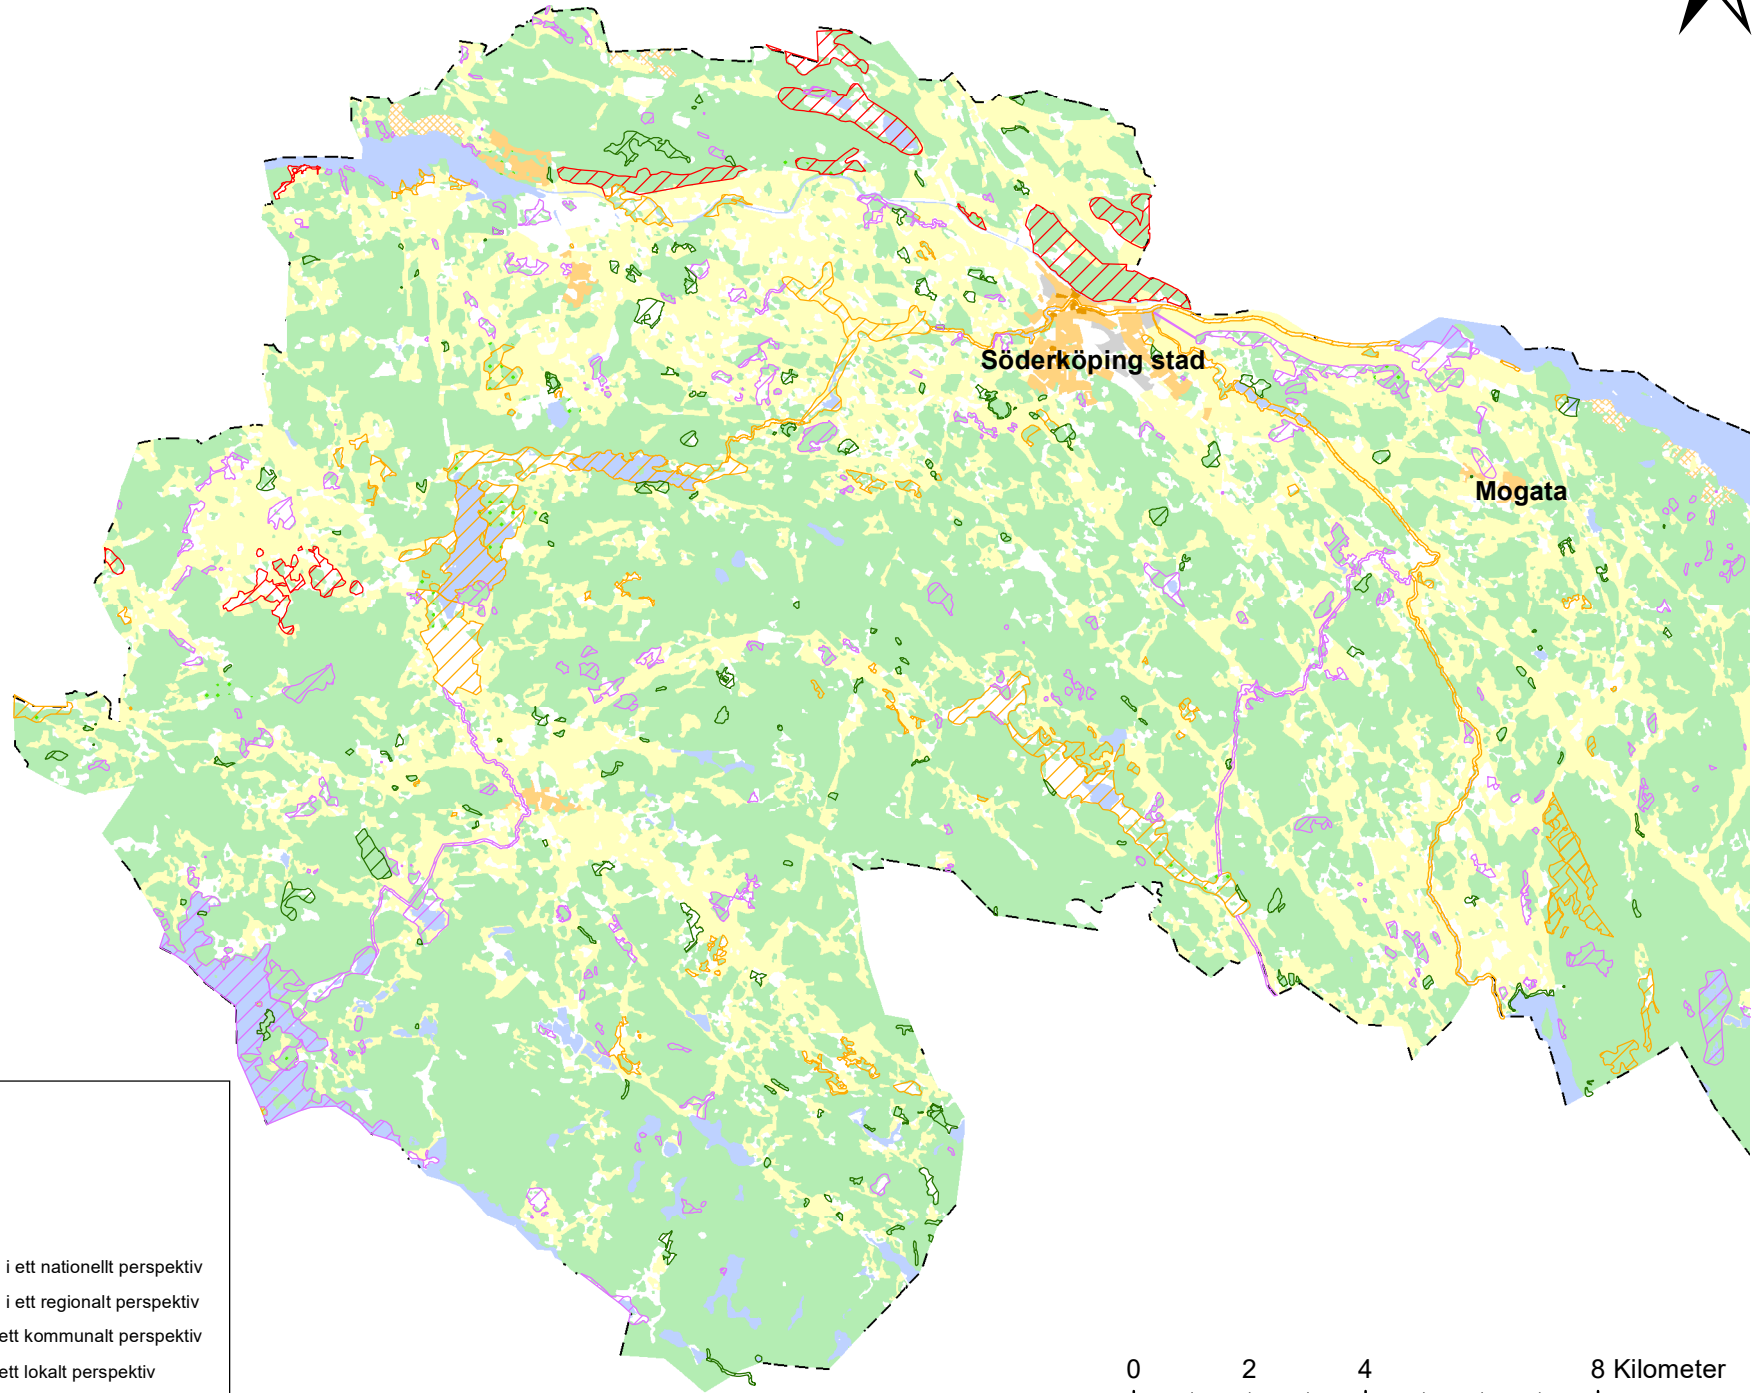 Söderköping stad
Mogata
i ett nationellt perspektiv
i ett regionalt perspektiv
ett kommunalt perspektiv
ett lokalt perspektiv
0 2 4 8 Kilometer